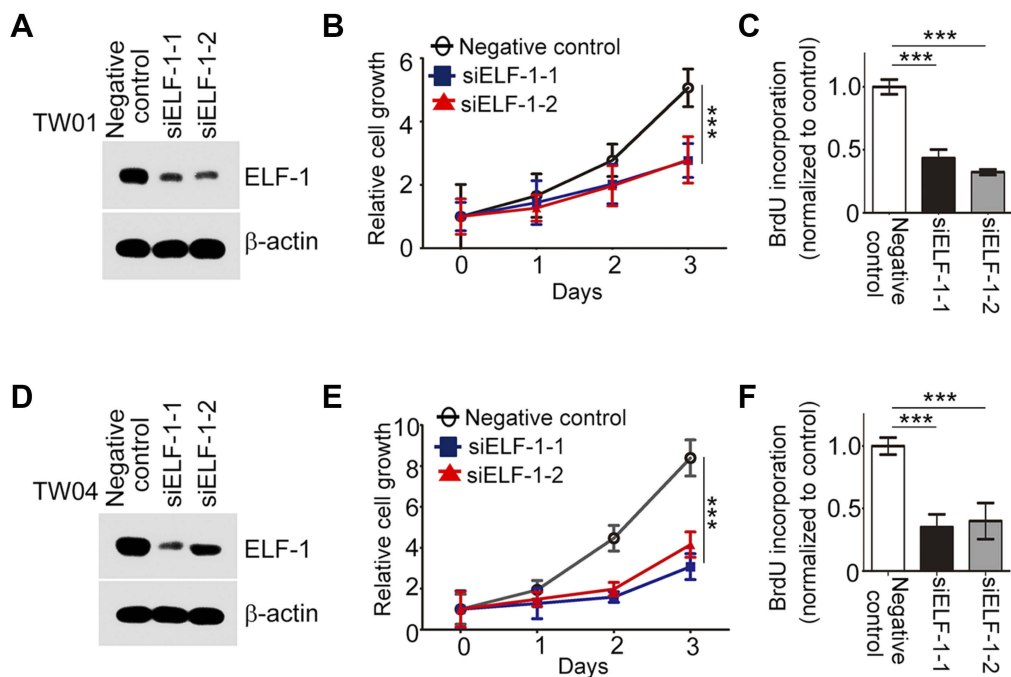 A
TW01
Negative
control
siELF-1-1
siELF-1-2
ELF-1
β-actin
B
Negative control
siELF-1-1
siELF-1-2
Relative cell growth
6
4
2
0
0 1 2 3
Days
***
C
***
***
BrdU incorporation
(normalized to control)
1.0
0.5
0
Negative
control
siELF-1-1
siELF-1-2
D
TW04
Negative
control
siELF-1-1
siELF-1-2
ELF-1
β-actin
E
Negative control
siELF-1-1
siELF-1-2
Relative cell growth
10
8
6
4
2
0
0 1 2 3
Days
***
F
***
***
BrdU incorporation
(normalized to control)
1.0
0.5
0
Negative
control
siELF-1-1
siELF-1-2